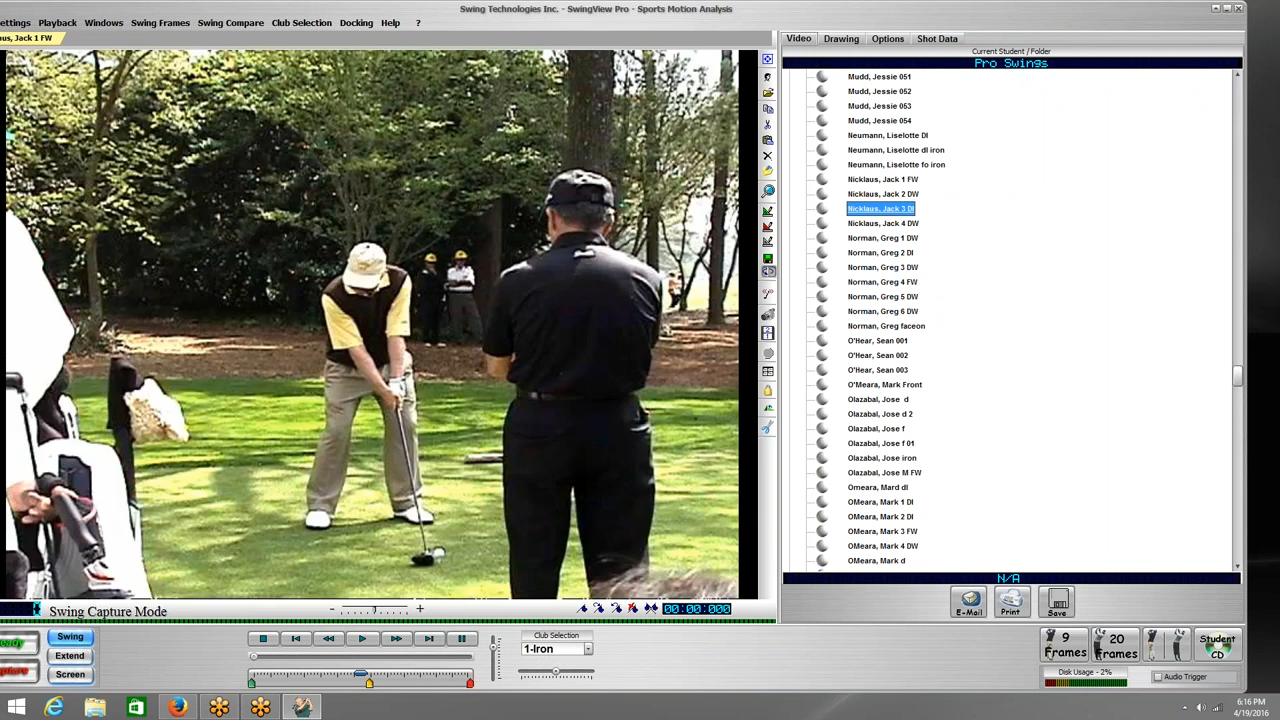 Swing Technologies Inc. - SwingView Pro - Sports Motion Analysis
ettings Playback Windows Swing Frames Swing Compare Club Selection Docking Help ?
aus, Jack 1 FW
Video Drawing Options Shot Data
Current Student / Folder
Pro Swings
Mudd, Jessie 051
Mudd, Jessie 052
Mudd, Jessie 053
Mudd, Jessie 054
Neumann, Liselotte DI
Neumann, Liselotte dl iron
Neumann, Liselotte fo iron
Nicklaus, Jack 1 FW
Nicklaus, Jack 2 DW
Nicklaus, Jack 3 DI
Nicklaus, Jack 4 DW
Norman, Greg 1 DW
Norman, Greg 2 DI
Norman, Greg 3 DW
Norman, Greg 4 FW
Norman, Greg 5 DW
Norman, Greg 6 DW
Norman, Greg faceon
O'Hear, Sean 001
O'Hear, Sean 002
O'Hear, Sean 003
O'Meara, Mark Front
Olazabal, Jose d
Olazabal, Jose d 2
Olazabal, Jose f
Olazabal, Jose f 01
Olazabal, Jose iron
Olazabal, Jose M FW
Omeara, Mard dl
OMeara, Mark 1 DI
OMeara, Mark 2 DI
OMeara, Mark 3 FW
OMeara, Mark 4 DW
OMeara, Mark d
N/A
E-Mail Print Save
Swing Capture Mode
- +
00:00:000
eady
Swing
Extend
Screen
Club Selection
1-Iron
9 Frames
20 Frames
Student CD
Disk Usage - 2%
Audio Trigger
6:16 PM
4/19/2016